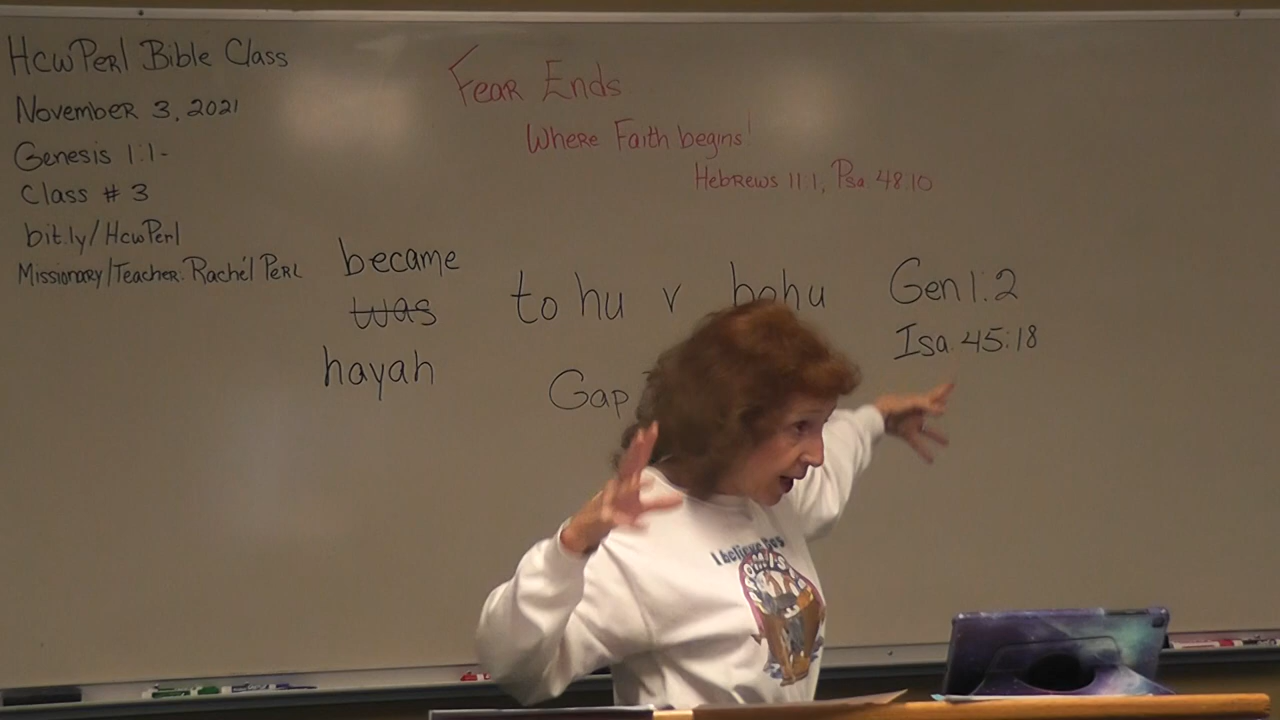 HcwPerl Bible Class
November 3, 2021
Genesis 1:1-
Class # 3
bit.ly/HcwPerl
Missionary/Teacher: Rachél Perl
Fear Ends
Where Faith begins!
Hebrews 11:1, Psa. 48:10
became
was
hayah
to hu v bohu
Gap
Gen 1:2
Isa. 45:18
I believe